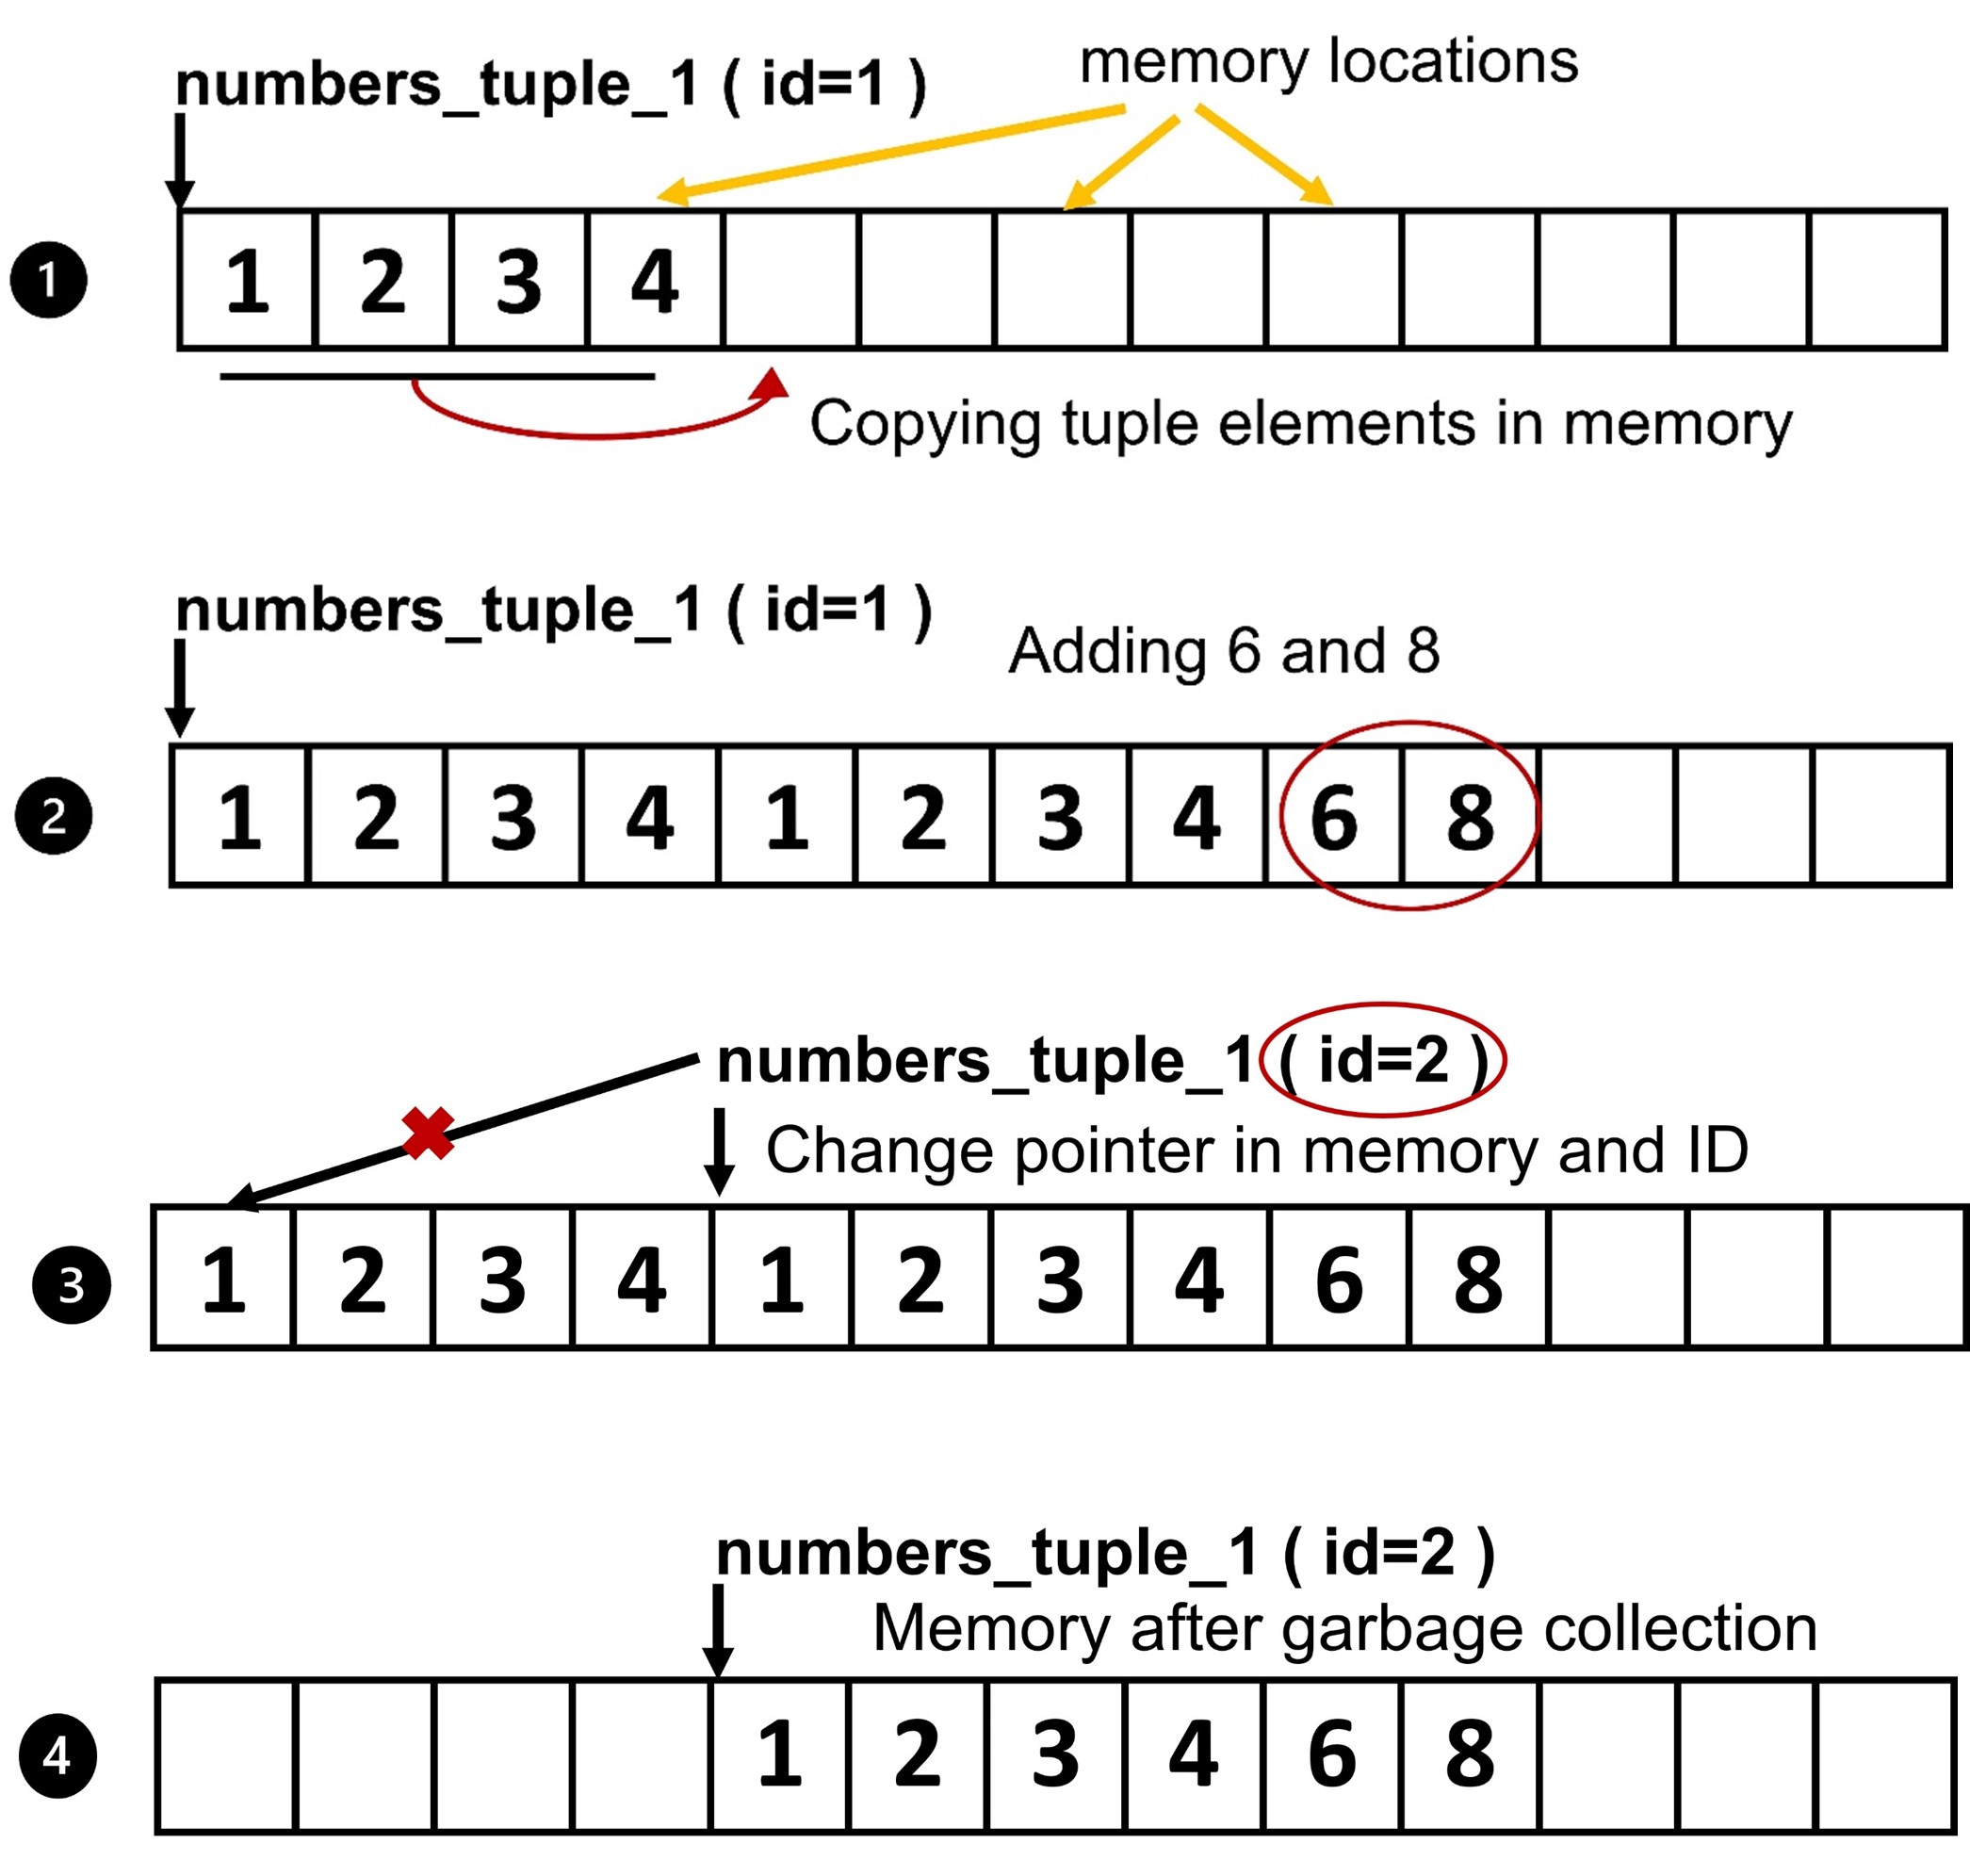 numbers_tuple_1 ( id=1 )
memory locations
1
1 2 3 4
Copying tuple elements in memory
numbers_tuple_1 ( id=1 )
Adding 6 and 8
2
1 2 3 4 1 2 3 4 6 8
numbers_tuple_1 ( id=2 )
Change pointer in memory and ID
3
1 2 3 4 1 2 3 4 6 8
numbers_tuple_1 ( id=2 )
Memory after garbage collection
4
1 2 3 4 6 8